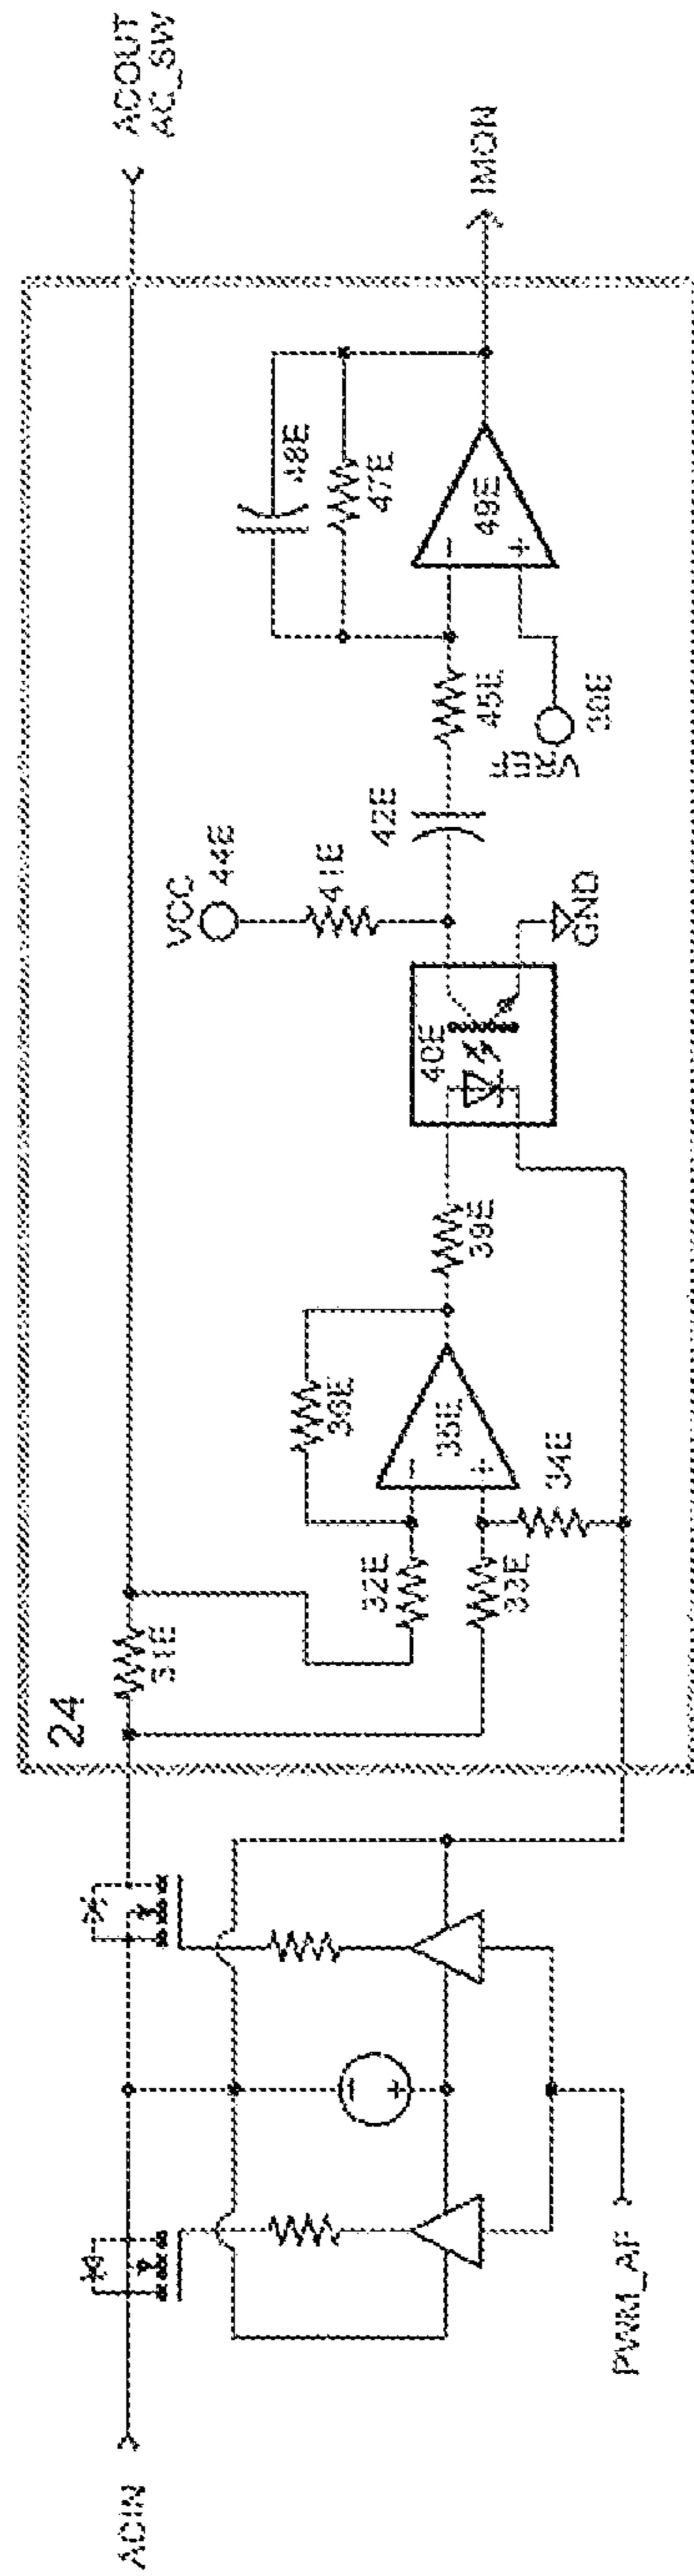 ACIN
PWM_AF
24
31E
32E
33E
34E
35E
36E
39E
40E
41E
VCC
44E
GND
42E
45E
VREF
38E
48E
47E
49E
-
+
-
+
-
+
ACOUT
AC_SW
IMON